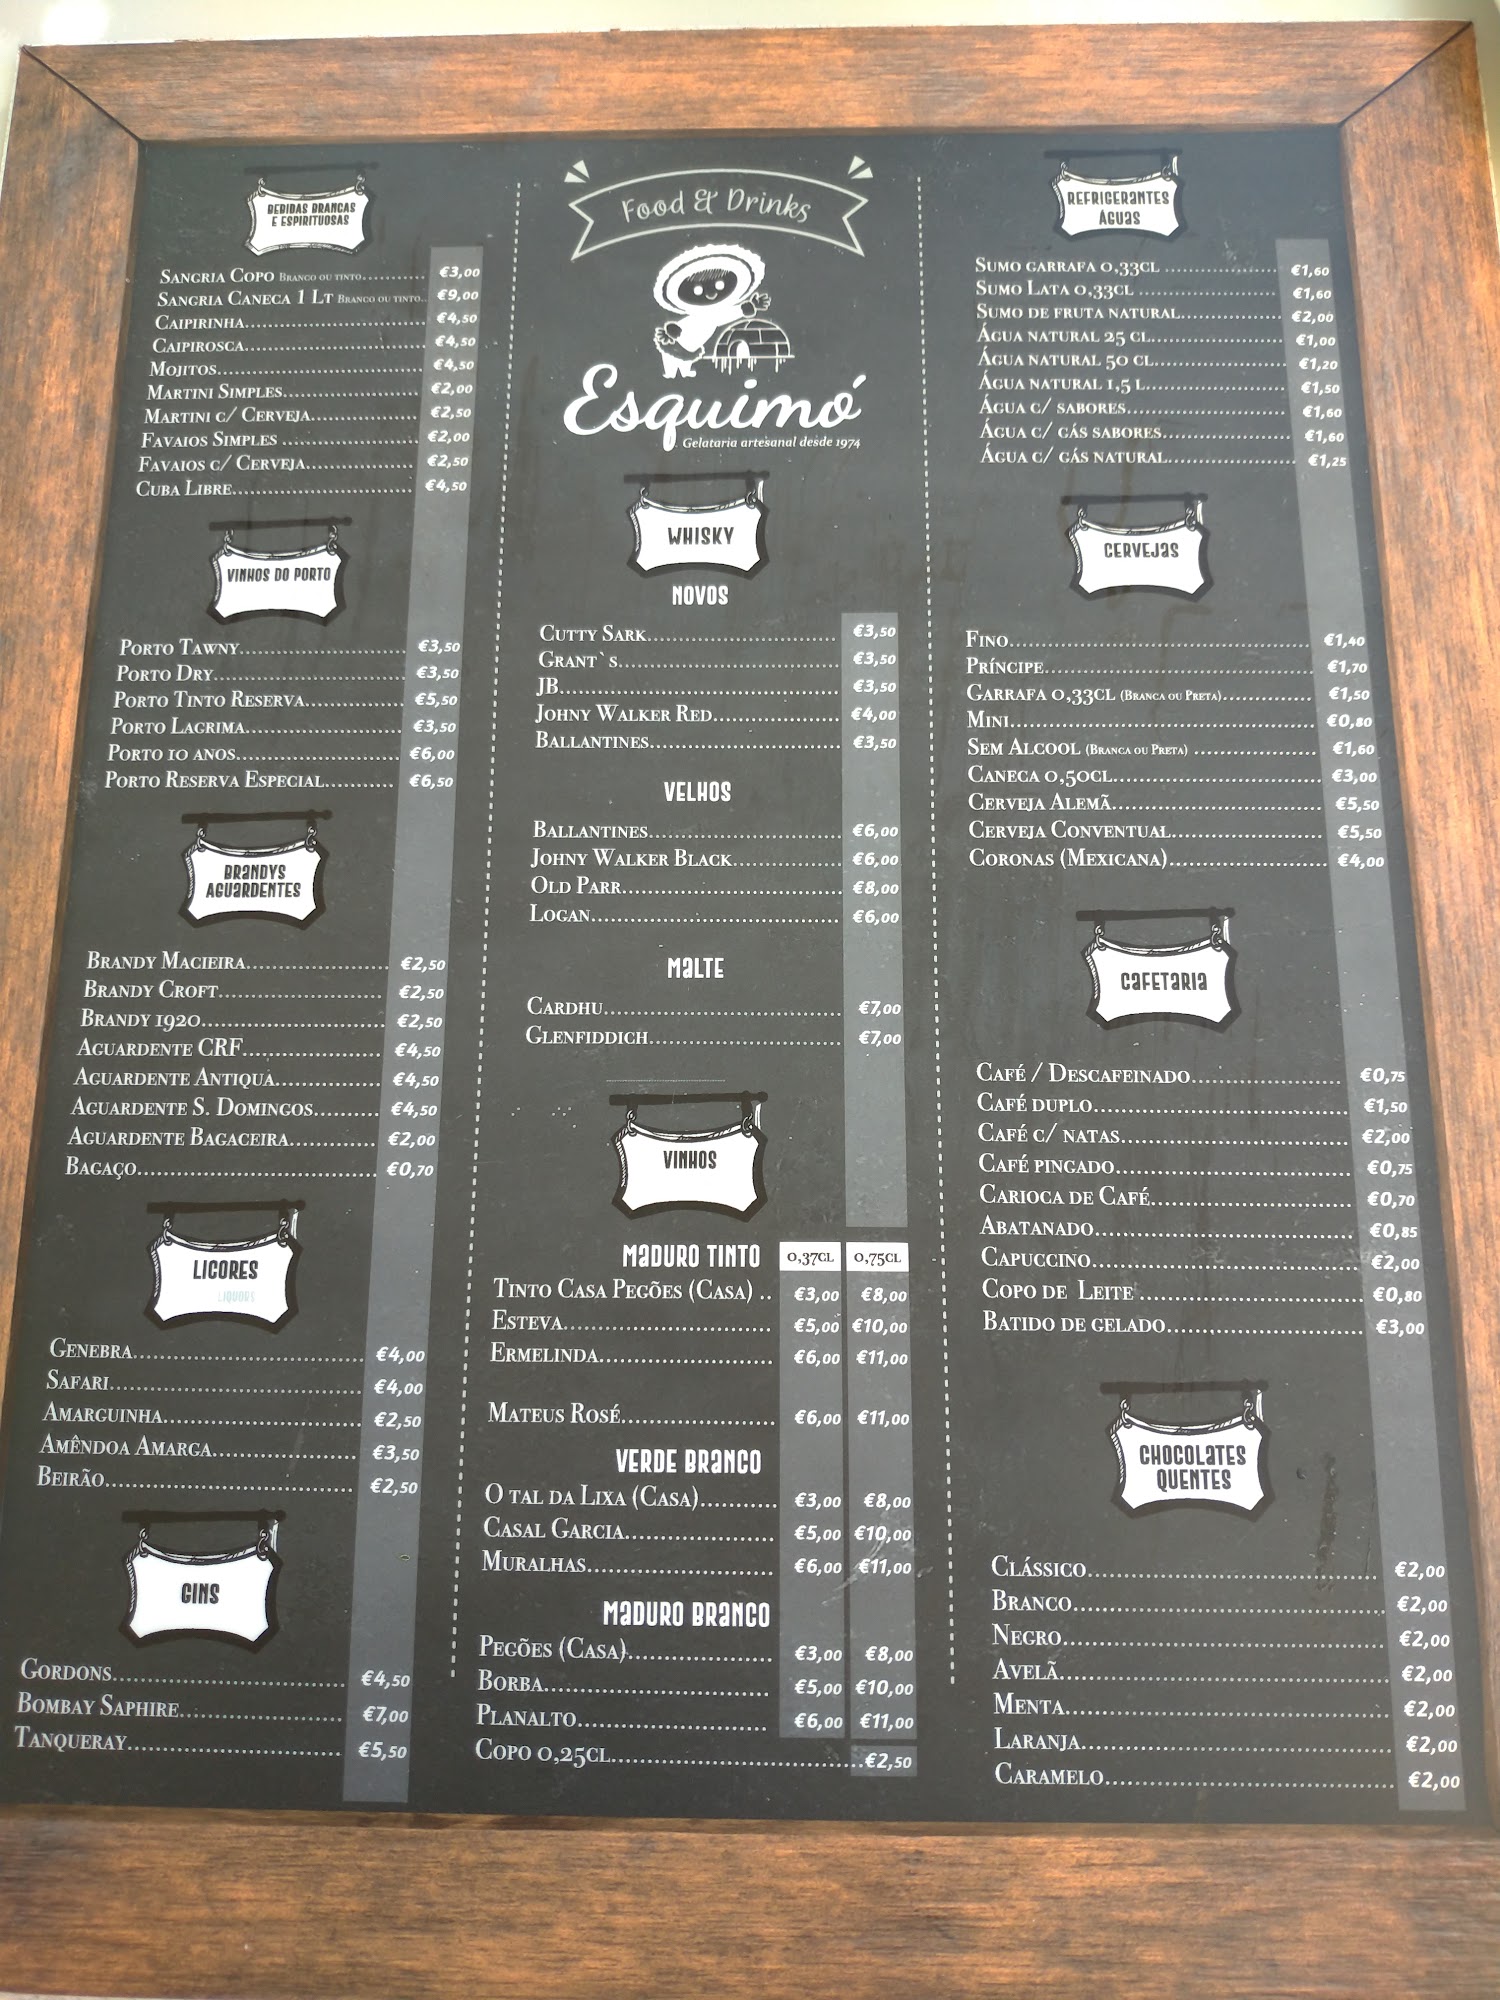 BEBIDAS BRANCAS
E ESPIRITUOSAS
SANGRIA COPO BRANCO OU TINTO........... €3,00
SANGRIA CANECA 1 LT BRANCO OU TINTO.. €9,00
CAIPIRINHA............ €4,50
CAIPIROSCA............ €4,50
MOJITOS............ €4,50
MARTINI SIMPLES............ €2,00
MARTINI C/ CERVEJA............ €2,50
FAVAIOS SIMPLES ............ €2,00
FAVAIOS C/ CERVEJA............ €2,50
CUBA LIBRE............ €4,50
VINHOS DO PORTO
PORTO TAWNY............ €3,50
PORTO DRY............ €3,50
PORTO TINTO RESERVA............ €5,50
PORTO LAGRIMA............ €3,50
PORTO 10 ANOS............ €6,00
PORTO RESERVA ESPECIAL.......... €6,50
BRANDYS
AGUARDENTES
BRANDY MACIEIRA............ €2,50
BRANDY CROFT............ €2,50
BRANDY 1920............ €2,50
AGUARDENTE CRF............ €4,50
AGUARDENTE ANTIQUA............ €4,50
AGUARDENTE S. DOMINGOS.......... €4,50
AGUARDENTE BAGACEIRA............ €2,00
BAGAÇO............ €0,70
LICORES
LIQUORS
GENEBRA............ €4,00
SAFARI............ €4,00
AMARGUINHA............ €2,50
AMÊNDOA AMARGA............ €3,50
BEIRÃO............ €2,50
GINS
GORDONS............ €4,50
BOMBAY SAPHIRE............ €7,00
TANQUERAY............ €5,50
Food & Drinks
Esquimó
Gelataria artesanal desde 1974
WHISKY
NOVOS
CUTTY SARK............ €3,50
GRANT`S............ €3,50
JB............ €3,50
JOHNY WALKER RED............ €4,00
BALLANTINES............ €3,50
VELHOS
BALLANTINES............ €6,00
JOHNY WALKER BLACK............ €6,00
OLD PARR............ €8,00
LOGAN............ €6,00
MALTE
CARDHU............ €7,00
GLENFIDDICH............ €7,00
VINHOS
MADURO TINTO 0,37CL 0,75CL
TINTO CASA PEGÕES (CASA) .. €3,00 €8,00
ESTEVA............ €5,00 €10,00
ERMELINDA............ €6,00 €11,00
MATEUS ROSÉ............ €6,00 €11,00
VERDE BRANCO
O TAL DA LIXA (CASA).......... €3,00 €8,00
CASAL GARCIA............ €5,00 €10,00
MURALHAS............ €6,00 €11,00
MADURO BRANCO
PEGÕES (CASA)............ €3,00 €8,00
BORBA............ €5,00 €10,00
PLANALTO............ €6,00 €11,00
COPO 0,25CL............ €2,50
REFRIGERANTES
ÁGUAS
SUMO GARRAFA 0,33CL ............ €1,60
SUMO LATA 0,33CL ............ €1,60
SUMO DE FRUTA NATURAL............ €2,00
ÁGUA NATURAL 25 CL............ €1,00
ÁGUA NATURAL 50 CL............ €1,20
ÁGUA NATURAL 1,5 L............ €1,50
ÁGUA C/ SABORES............ €1,60
ÁGUA C/ GÁS SABORES............ €1,60
ÁGUA C/ GÁS NATURAL............ €1,25
CERVEJAS
FINO............ €1,40
PRÍNCIPE............ €1,70
GARRAFA 0,33CL (BRANCA OU PRETA)............ €1,50
MINI............ €0,80
SEM ALCOOL (BRANCA OU PRETA) ............ €1,60
CANECA 0,50CL............ €3,00
CERVEJA ALEMÃ............ €5,50
CERVEJA CONVENTUAL............ €5,50
CORONAS (MEXICANA)............ €4,00
CAFETARIA
CAFÉ / DESCAFEINADO............ €0,75
CAFÉ DUPLO............ €1,50
CAFÉ C/ NATAS............ €2,00
CAFÉ PINGADO............ €0,75
CARIOCA DE CAFÉ............ €0,70
ABATANADO............ €0,85
CAPUCCINO............ €2,00
COPO DE LEITE ............ €0,80
BATIDO DE GELADO............ €3,00
CHOCOLATES
QUENTES
CLÁSSICO............ €2,00
BRANCO............ €2,00
NEGRO............ €2,00
AVELÃ............ €2,00
MENTA............ €2,00
LARANJA............ €2,00
CARAMELO............ €2,00